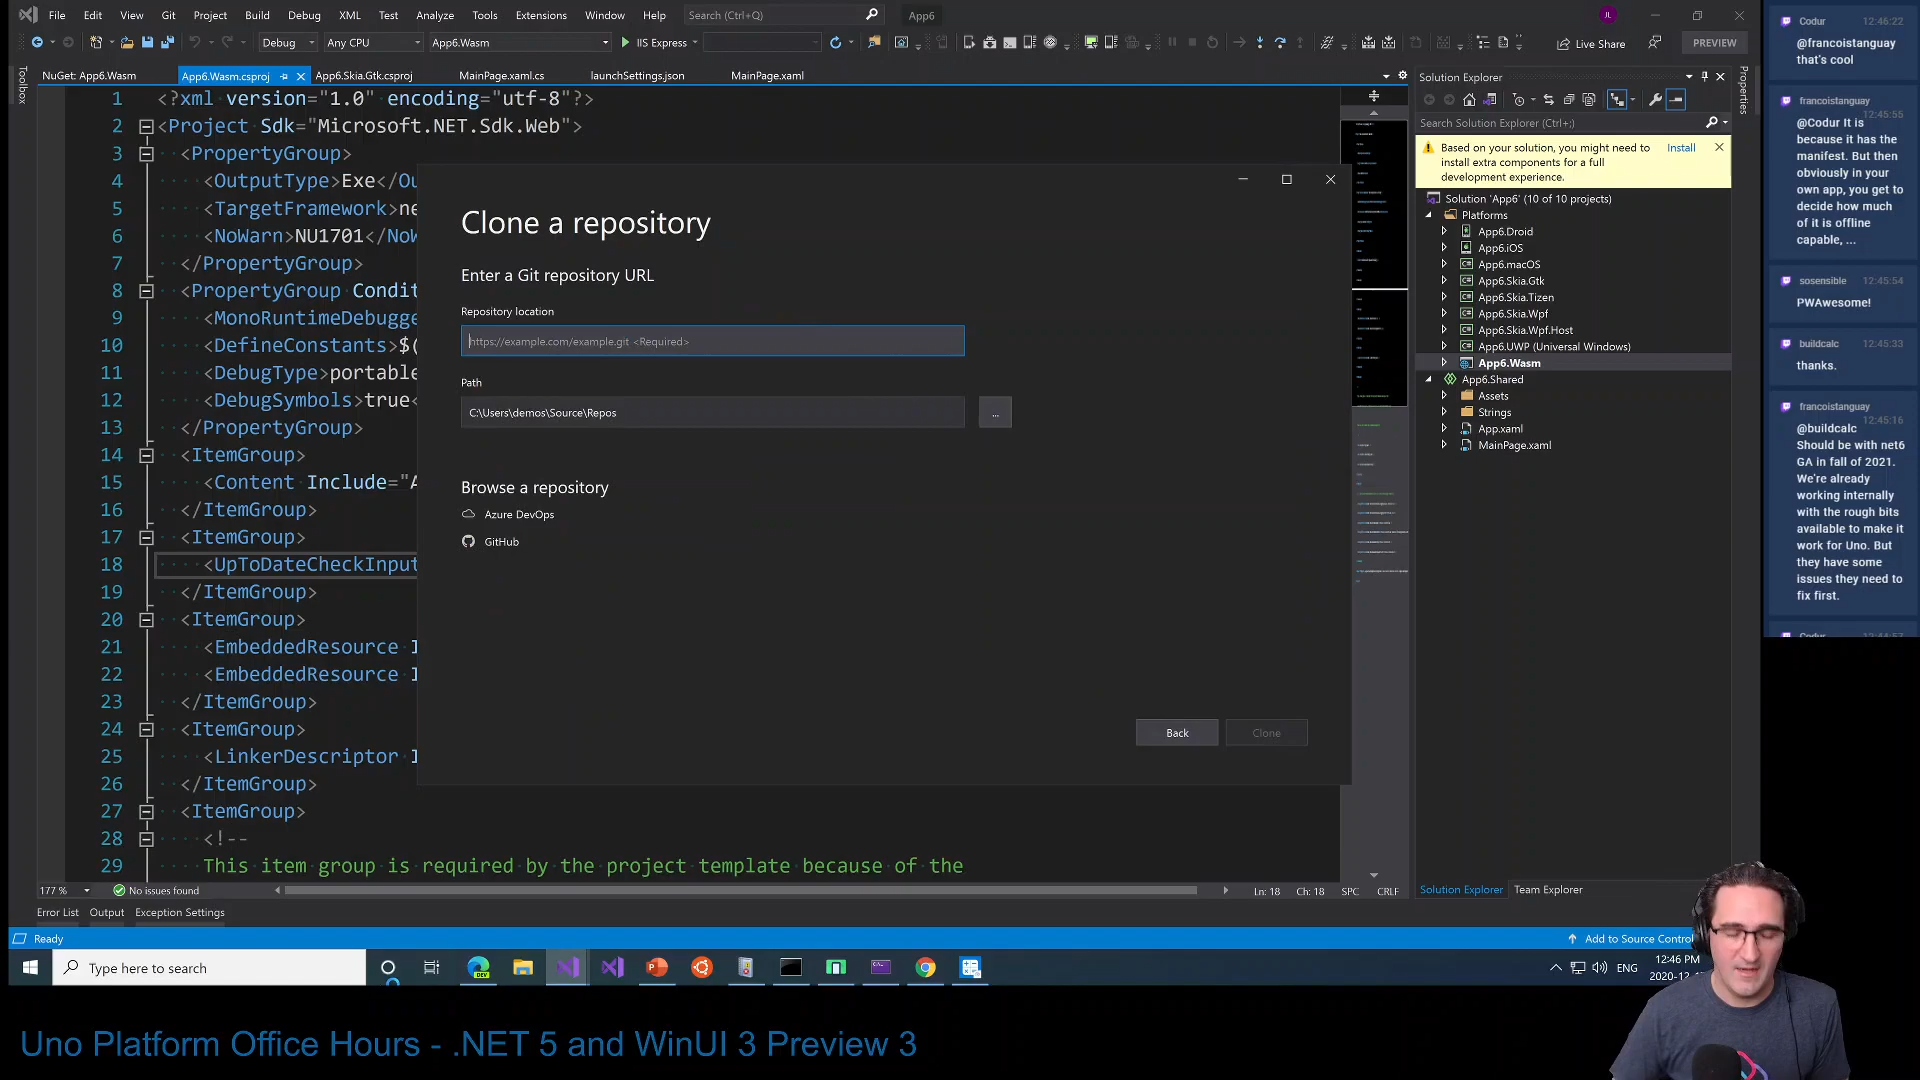 File Edit View Git Project Build Debug XML Test Analyze Tools Extensions Window Help Search (Ctrl+Q) App6 JL
Debug Any CPU App6.Wasm IIS Express Live Share PREVIEW
Toolbox
NuGet: App6.Wasm App6.Wasm.csproj App6.Skia.Gtk.csproj MainPage.xaml.cs launchSettings.json MainPage.xaml
1 <?xml version="1.0" encoding="utf-8"?>
2 <Project Sdk="Microsoft.NET.Sdk.Web">
3 <PropertyGroup>
4 <OutputType>Exe</Ou
5 <TargetFramework>ne
6 <NoWarn>NU1701</NoW
7 </PropertyGroup>
8 <PropertyGroup Condit
9 <MonoRuntimeDebugge
10 <DefineConstants>$(
11 <DebugType>portable
12 <DebugSymbols>true<
13 </PropertyGroup>
14 <ItemGroup>
15 <Content Include="A
16 </ItemGroup>
17 <ItemGroup>
18 <UpToDateCheckInput
19 </ItemGroup>
20 <ItemGroup>
21 <EmbeddedResource I
22 <EmbeddedResource I
23 </ItemGroup>
24 <ItemGroup>
25 <LinkerDescriptor I
26 </ItemGroup>
27 <ItemGroup>
28 <!--
29 This item group is required by the project template because of the
177 % No issues found Ln: 18 Ch: 18 SPC CRLF
Error List Output Exception Settings
Ready Add to Source Control
Clone a repository
Enter a Git repository URL
Repository location
https://example.com/example.git <Required>
Path
C:\Users\demos\Source\Repos
...
Browse a repository
Azure DevOps
GitHub
Back Clone
Solution Explorer
Search Solution Explorer (Ctrl+;)
Based on your solution, you might need to Install
install extra components for a full
development experience.
Solution 'App6' (10 of 10 projects)
Platforms
App6.Droid
App6.iOS
App6.macOS
App6.Skia.Gtk
App6.Skia.Tizen
App6.Skia.Wpf
App6.Skia.Wpf.Host
App6.UWP (Universal Windows)
App6.Wasm
App6.Shared
Assets
Strings
App.xaml
MainPage.xaml
Solution Explorer Team Explorer
Properties
Codur 12:46:22
@francoistanguay
that's cool
francoistanguay
12:45:55
@Codur It is
because it has the
manifest. But then
obviously in your
own app, you get to
decide how much
of it is offline
capable, ...
sosensible 12:45:54
PWAwesome!
buildcalc 12:45:33
thanks.
francoistanguay
12:45:16
@buildcalc
Should be with net6
GA in fall of 2021.
We're already
working internally
with the rough bits
available to make it
work for Uno. But
they have some
issues they need to
fix first.
Codur 12:44:57
Type here to search
DEV
ENG
12:46 PM
2020-12-
Uno Platform Office Hours - .NET 5 and WinUI 3 Preview 3